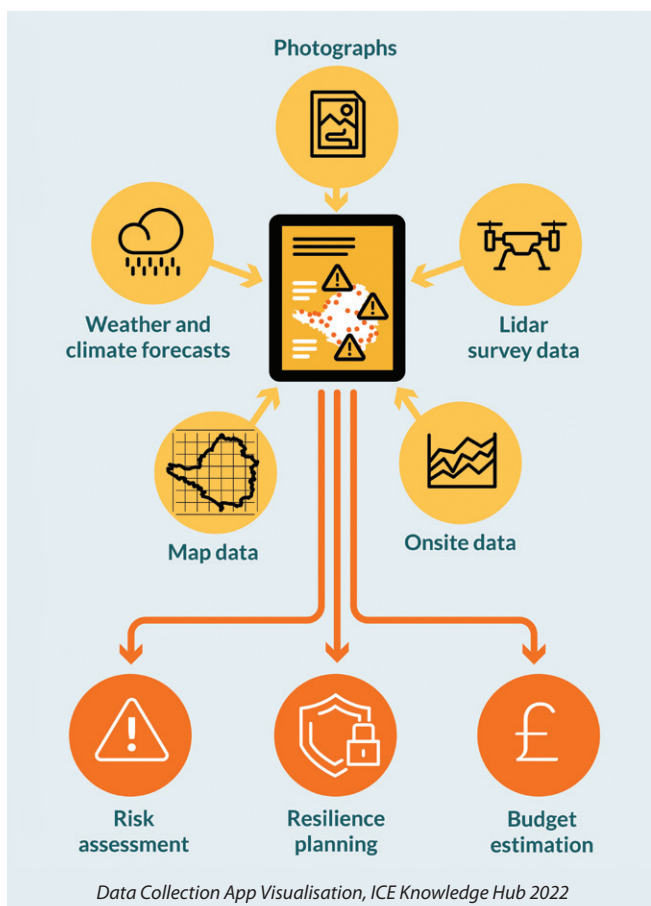 Photographs
Weather and
climate forecasts
Lidar
survey data
Map data
Onsite data
Risk
assessment
Resilience
planning
£
Budget
estimation
Data Collection App Visualisation, ICE Knowledge Hub 2022